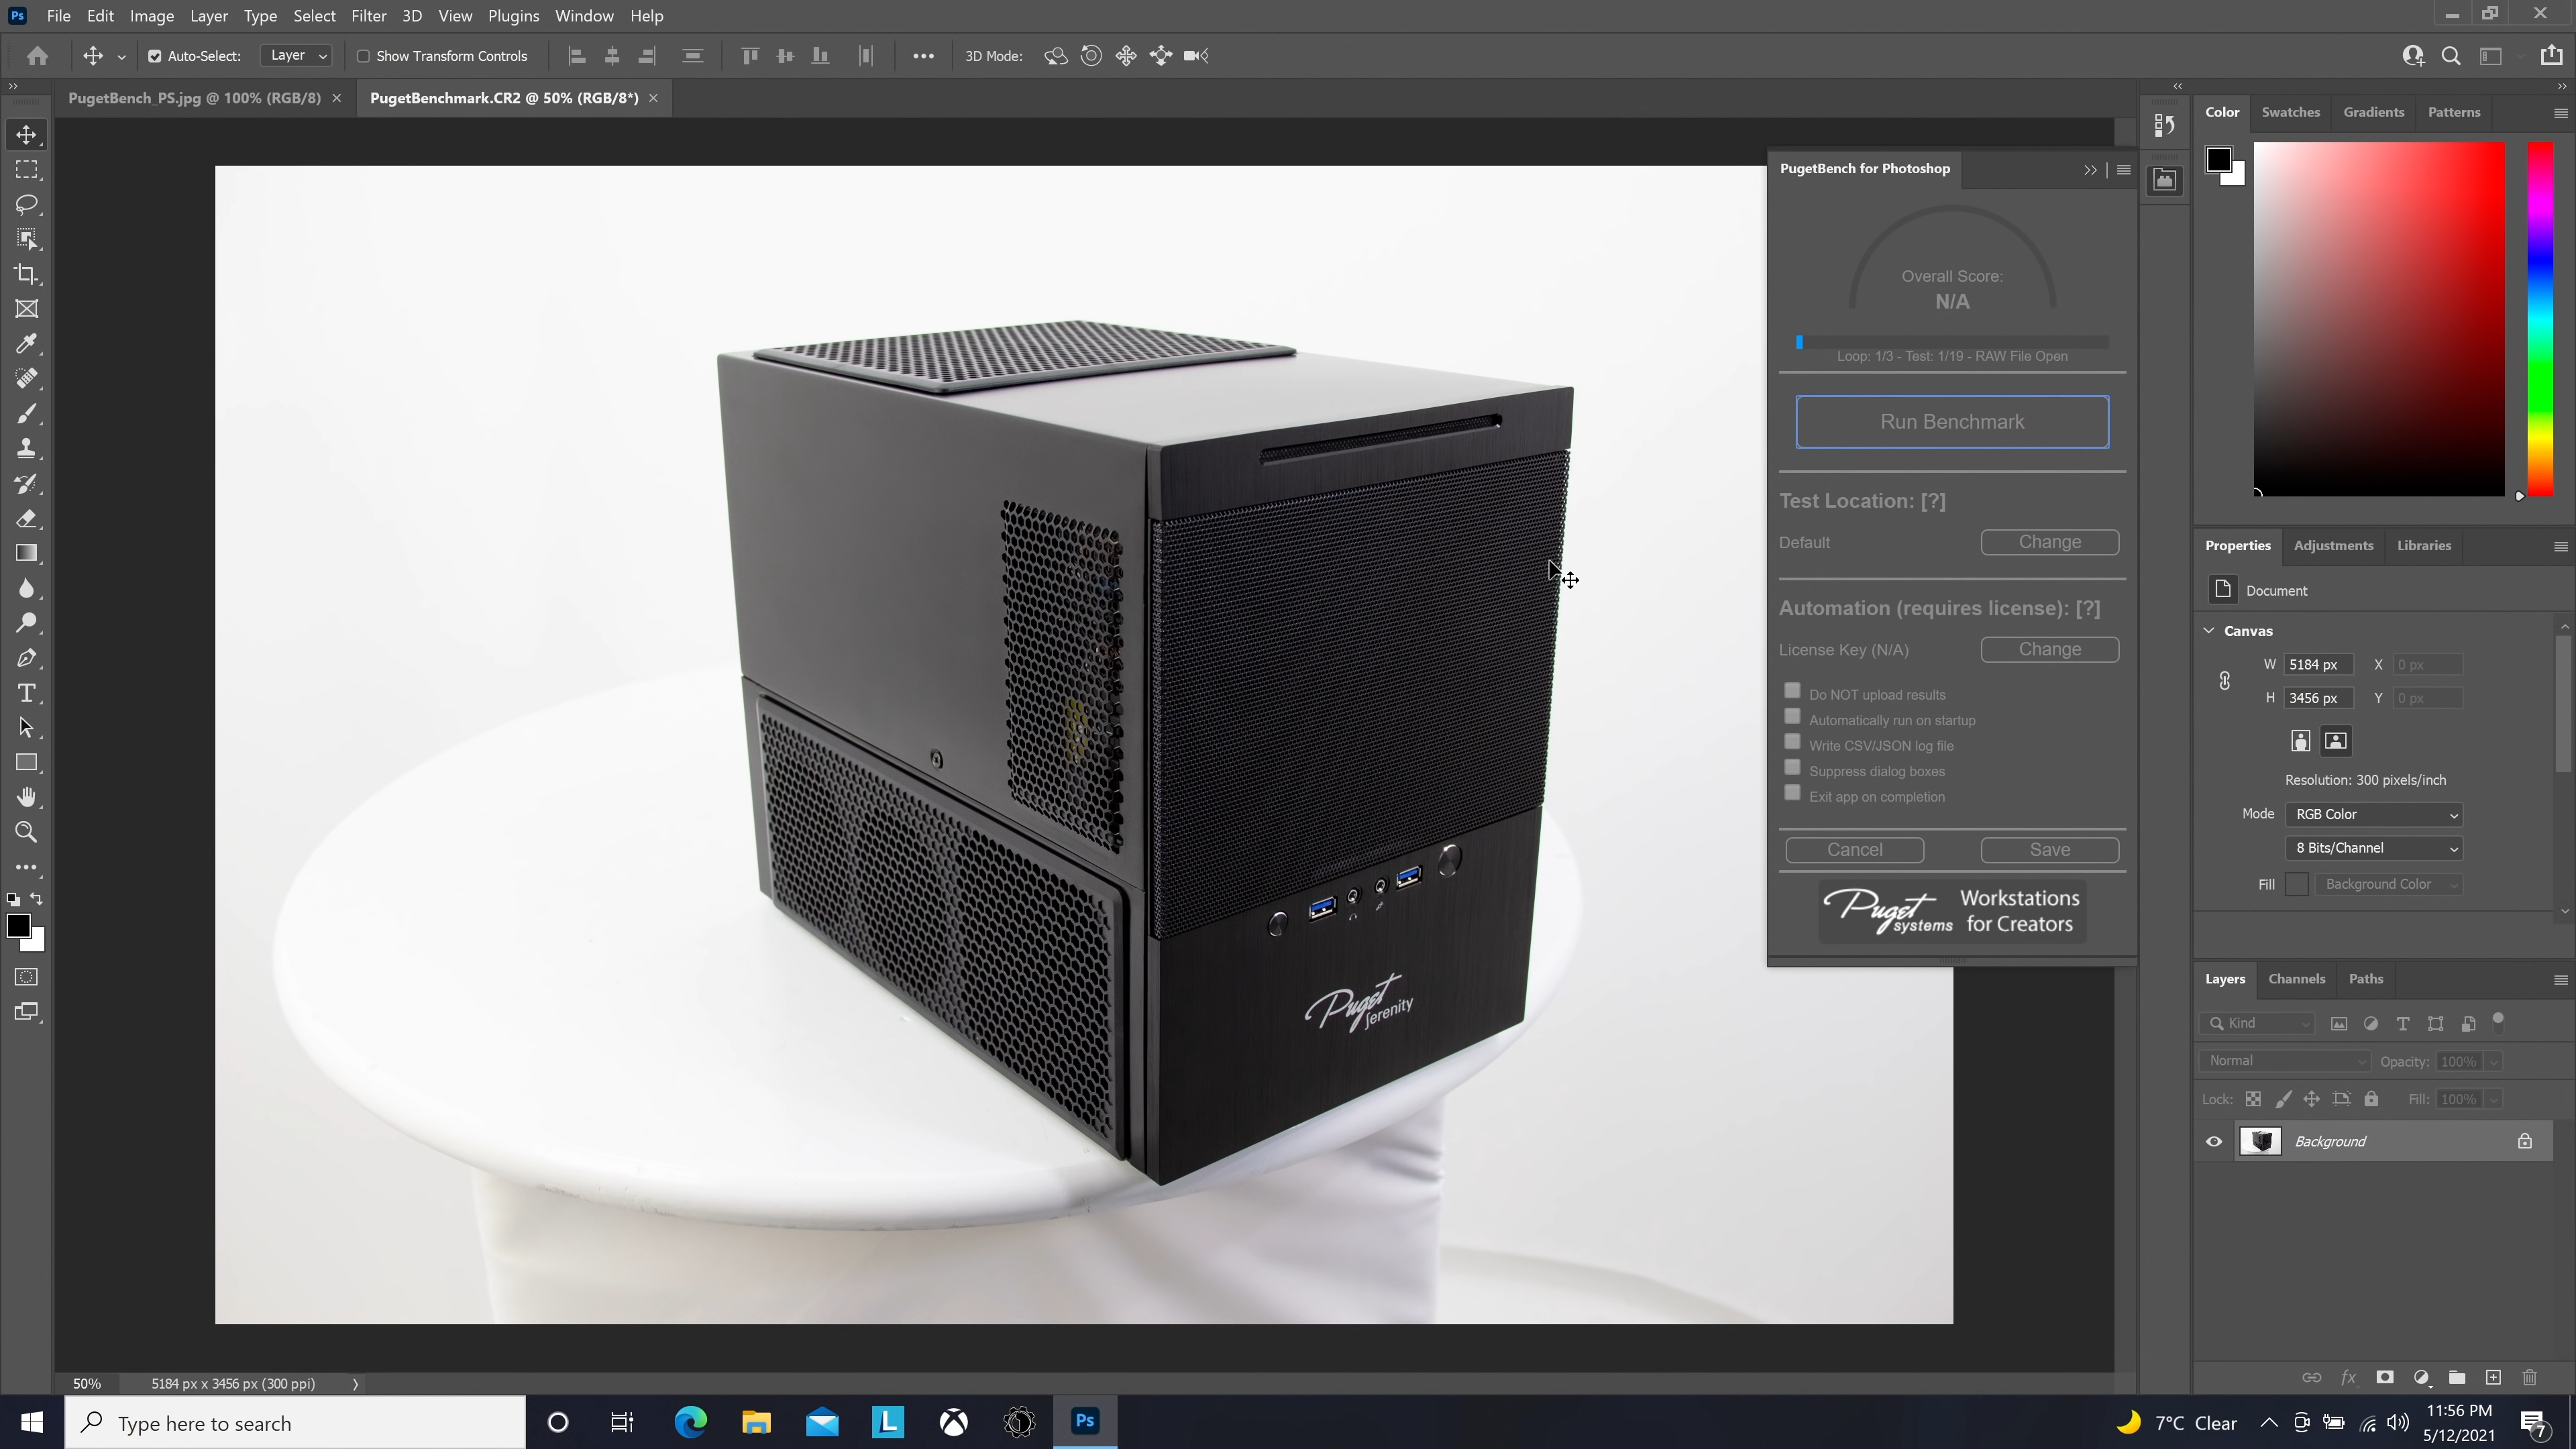 Ps File Edit Image Layer Type Select Filter 3D View Plugins Window Help
Auto-Select: Layer Show Transform Controls 3D Mode:
PugetBench_PS.jpg @ 100% (RGB/8) × PugetBenchmark.CR2 @ 50% (RGB/8*) ×
Color Swatches Gradients Patterns
PugetBench for Photoshop
Overall Score:
N/A
Loop: 1/3 - Test: 1/19 - RAW File Open
Run Benchmark
Test Location: [?]
Default Change
Automation (requires license): [?]
License Key (N/A) Change
Do NOT upload results
Automatically run on startup
Write CSV/JSON log file
Suppress dialog boxes
Exit app on completion
Cancel Save
Puget Systems Workstations
for Creators
Puget
Serenity
Properties Adjustments Libraries
Document
Canvas
W 5184 px X 0 px
H 3456 px Y 0 px
Resolution: 300 pixels/inch
Mode RGB Color
8 Bits/Channel
Fill Background Color
Layers Channels Paths
Kind
Normal Opacity: 100%
Lock: Fill: 100%
Background
fx
50% 5184 px x 3456 px (300 ppi)
Type here to search
L Ps
7°C Clear
11:56 PM
5/12/2021
7